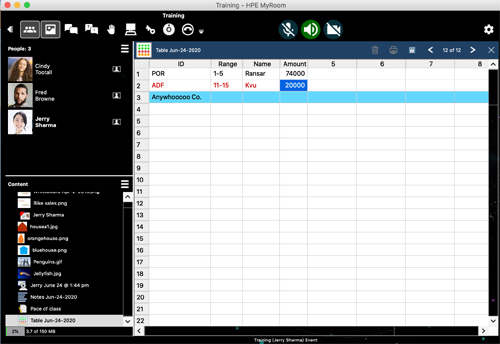 Training - HPE MyRoom
Training
People: 3
Cindy
Tootall
Fred
Browne
Jerry
Sharma
Content
jlike sales.png
Jerry Sharma
housea1.jpg
orangehouse.png
bluehouse.png
Penguins.gif
Jellyfish.jpg
Jerry June 24 @ 1:44 pm
Notes Jun-24-2020
Pace of class
Table Jun-24-2020
2% 3.7 of 150 MB
Table Jun-24-2020
12 of 12
ID Range Name Amount 5 6 7 8
1 POR 1-5 Ransar 74000
2 ADF 11-15 Kvu 20000
3 Anywhooooo Co.
4
5
6
7
8
9
10
11
12
13
14
15
16
17
18
19
20
21
22
Training (Jerry Sharma) Event